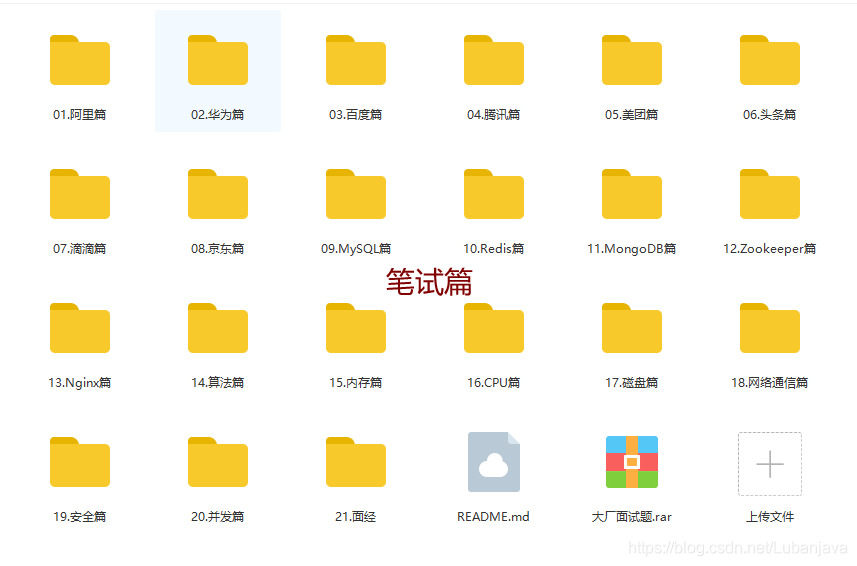 01.阿里篇
02.华为篇
03.百度篇
04.腾讯篇
05.美团篇
06.头条篇
07.滴滴篇
08.京东篇
09.MySQL篇
10.Redis篇
11.MongoDB篇
12.Zookeeper篇
笔试篇
13.Nginx篇
14.算法篇
15.内存篇
16.CPU篇
17.磁盘篇
18.网络通信篇
19.安全篇
20.并发篇
21.面经
README.md
大厂面试题.rar
上传文件
https://blog.csdn.net/Lubanjava